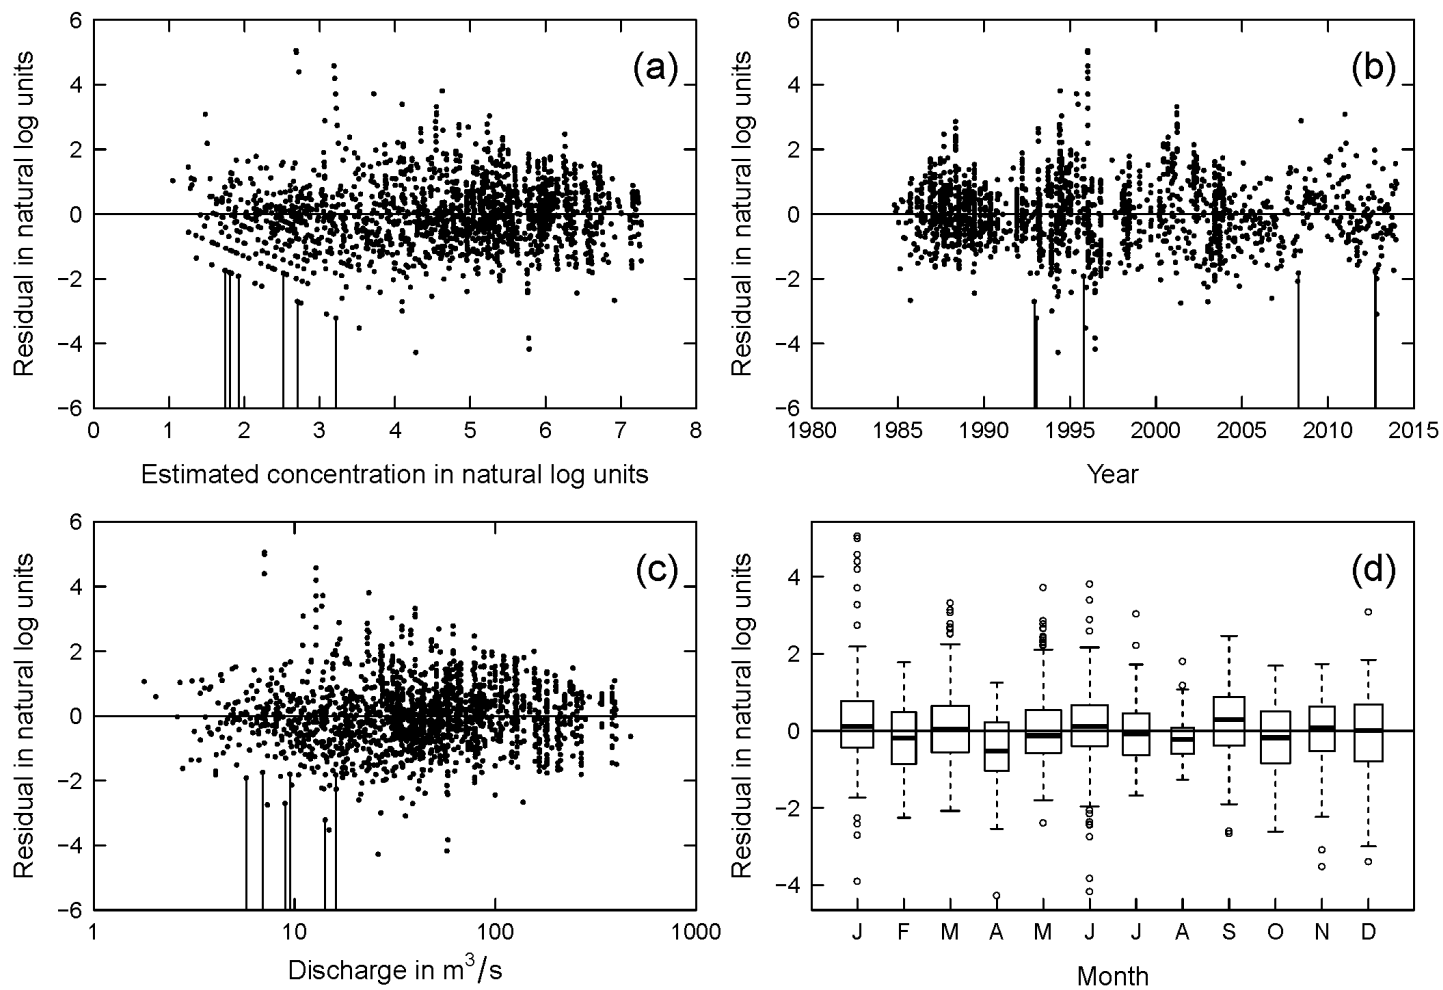 6
4
2
0
−2
−4
−6
Residual in natural log units
(a)
0 1 2 3 4 5 6 7 8
Estimated concentration in natural log units
6
4
2
0
−2
−4
−6
Residual in natural log units
(b)
1980 1985 1990 1995 2000 2005 2010 2015
Year
6
4
2
0
−2
−4
−6
Residual in natural log units
(c)
1 10 100 1000
Discharge in m³/s
4
2
0
−2
−4
Residual in natural log units
(d)
J F M A M J J A S O N D
Month